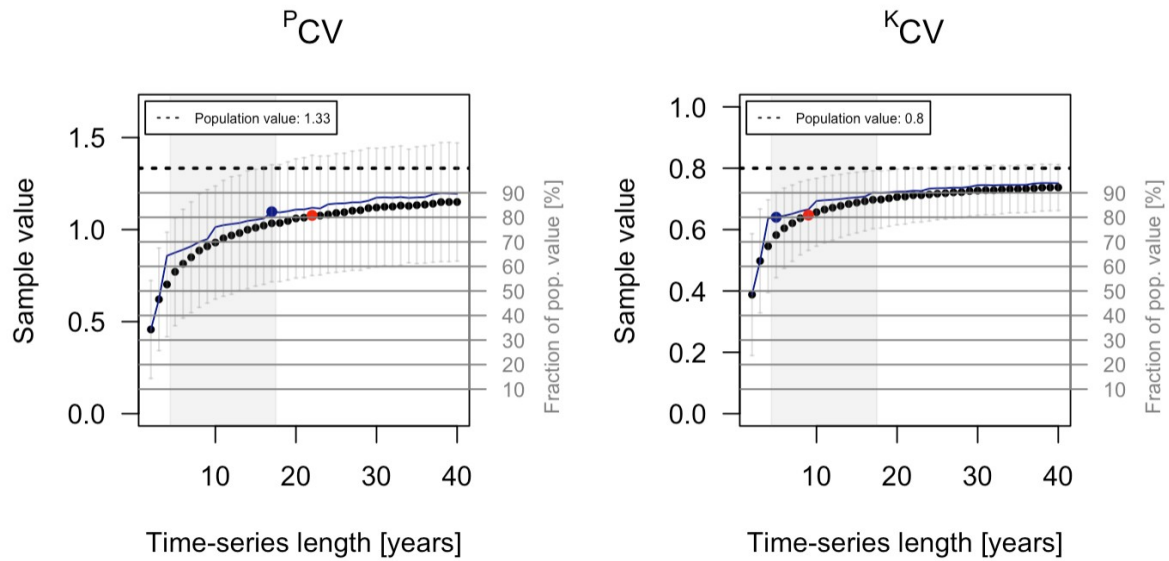 PCV
Population value: 1.33
1.5
1.0
0.5
0.0
Sample value
90
80
70
60
50
40
30
20
10
Fraction of pop. value [%]
10 20 30 40
Time-series length [years]
KCV
Population value: 0.8
1.0
0.8
0.6
0.4
0.2
0.0
Sample value
90
80
70
60
50
40
30
20
10
Fraction of pop. value [%]
10 20 30 40
Time-series length [years]